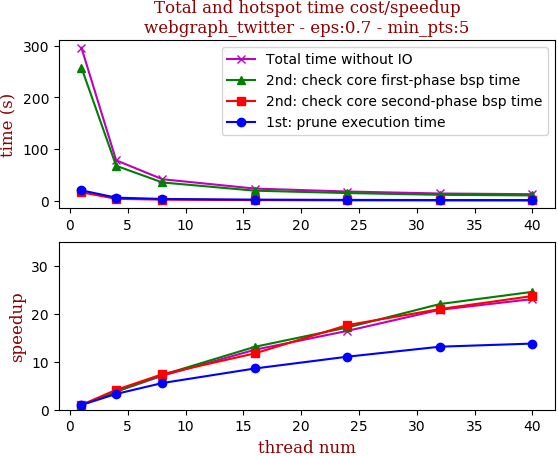 Total and hotspot time cost/speedup
webgraph_twitter - eps:0.7 - min_pts:5
time (s)
300
200
100
0
Total time without IO
2nd: check core first-phase bsp time
2nd: check core second-phase bsp time
1st: prune execution time
0 5 10 15 20 25 30 35 40
speedup
30
20
10
0
0 5 10 15 20 25 30 35 40
thread num